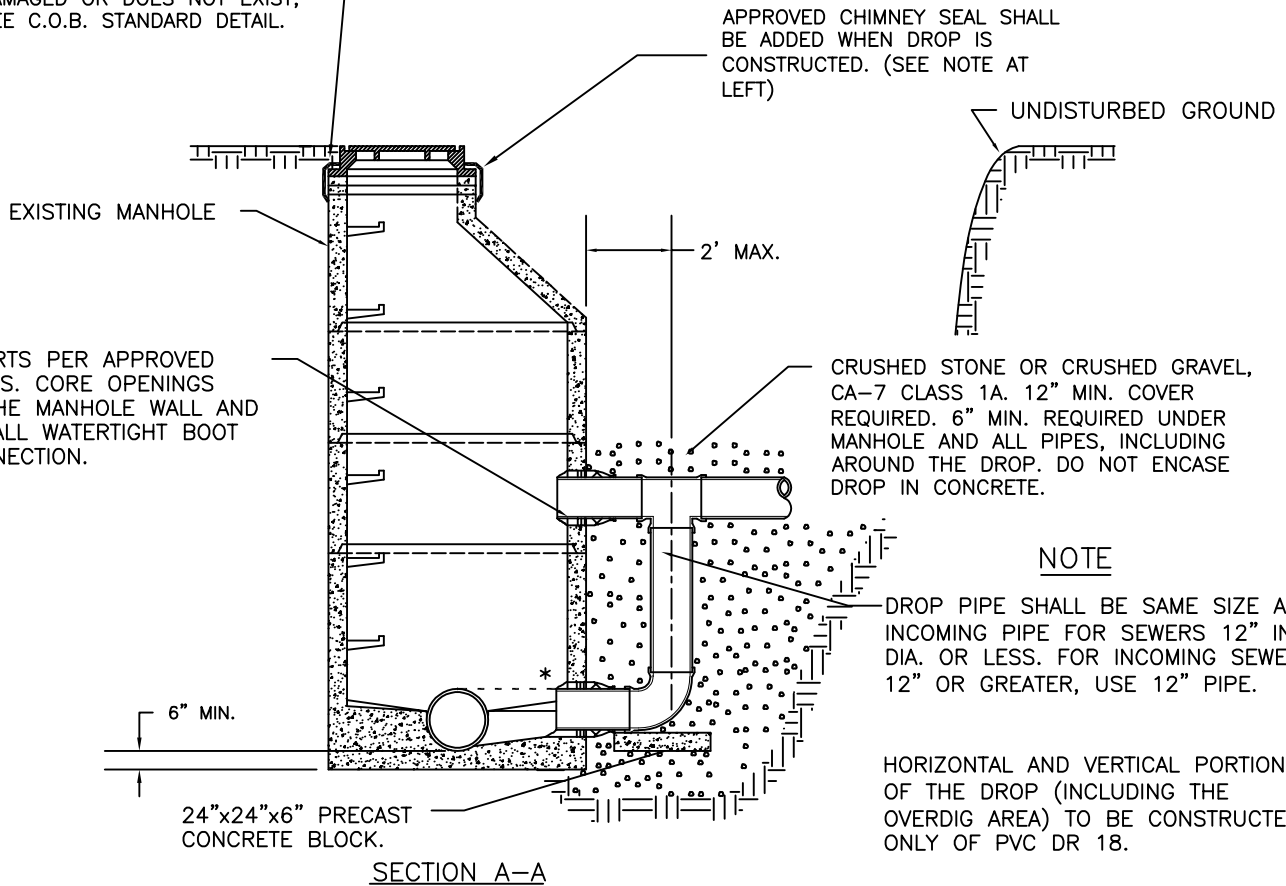 DAMAGED OR DOES NOT EXIST,
SEE C.O.B. STANDARD DETAIL.
APPROVED CHIMNEY SEAL SHALL
BE ADDED WHEN DROP IS
CONSTRUCTED. (SEE NOTE AT
LEFT)
UNDISTURBED GROUND
EXISTING MANHOLE
2' MAX.
RTS PER APPROVED
S. CORE OPENINGS
HE MANHOLE WALL AND
ALL WATERTIGHT BOOT
NECTION.
CRUSHED STONE OR CRUSHED GRAVEL,
CA-7 CLASS 1A. 12" MIN. COVER
REQUIRED. 6" MIN. REQUIRED UNDER
MANHOLE AND ALL PIPES, INCLUDING
AROUND THE DROP. DO NOT ENCASE
DROP IN CONCRETE.
NOTE
DROP PIPE SHALL BE SAME SIZE A
INCOMING PIPE FOR SEWERS 12" IN
DIA. OR LESS. FOR INCOMING SEWE
12" OR GREATER, USE 12" PIPE.
*
6" MIN.
HORIZONTAL AND VERTICAL PORTION
OF THE DROP (INCLUDING THE
OVERDIG AREA) TO BE CONSTRUCTE
ONLY OF PVC DR 18.
24"x24"x6" PRECAST
CONCRETE BLOCK.
SECTION A-A